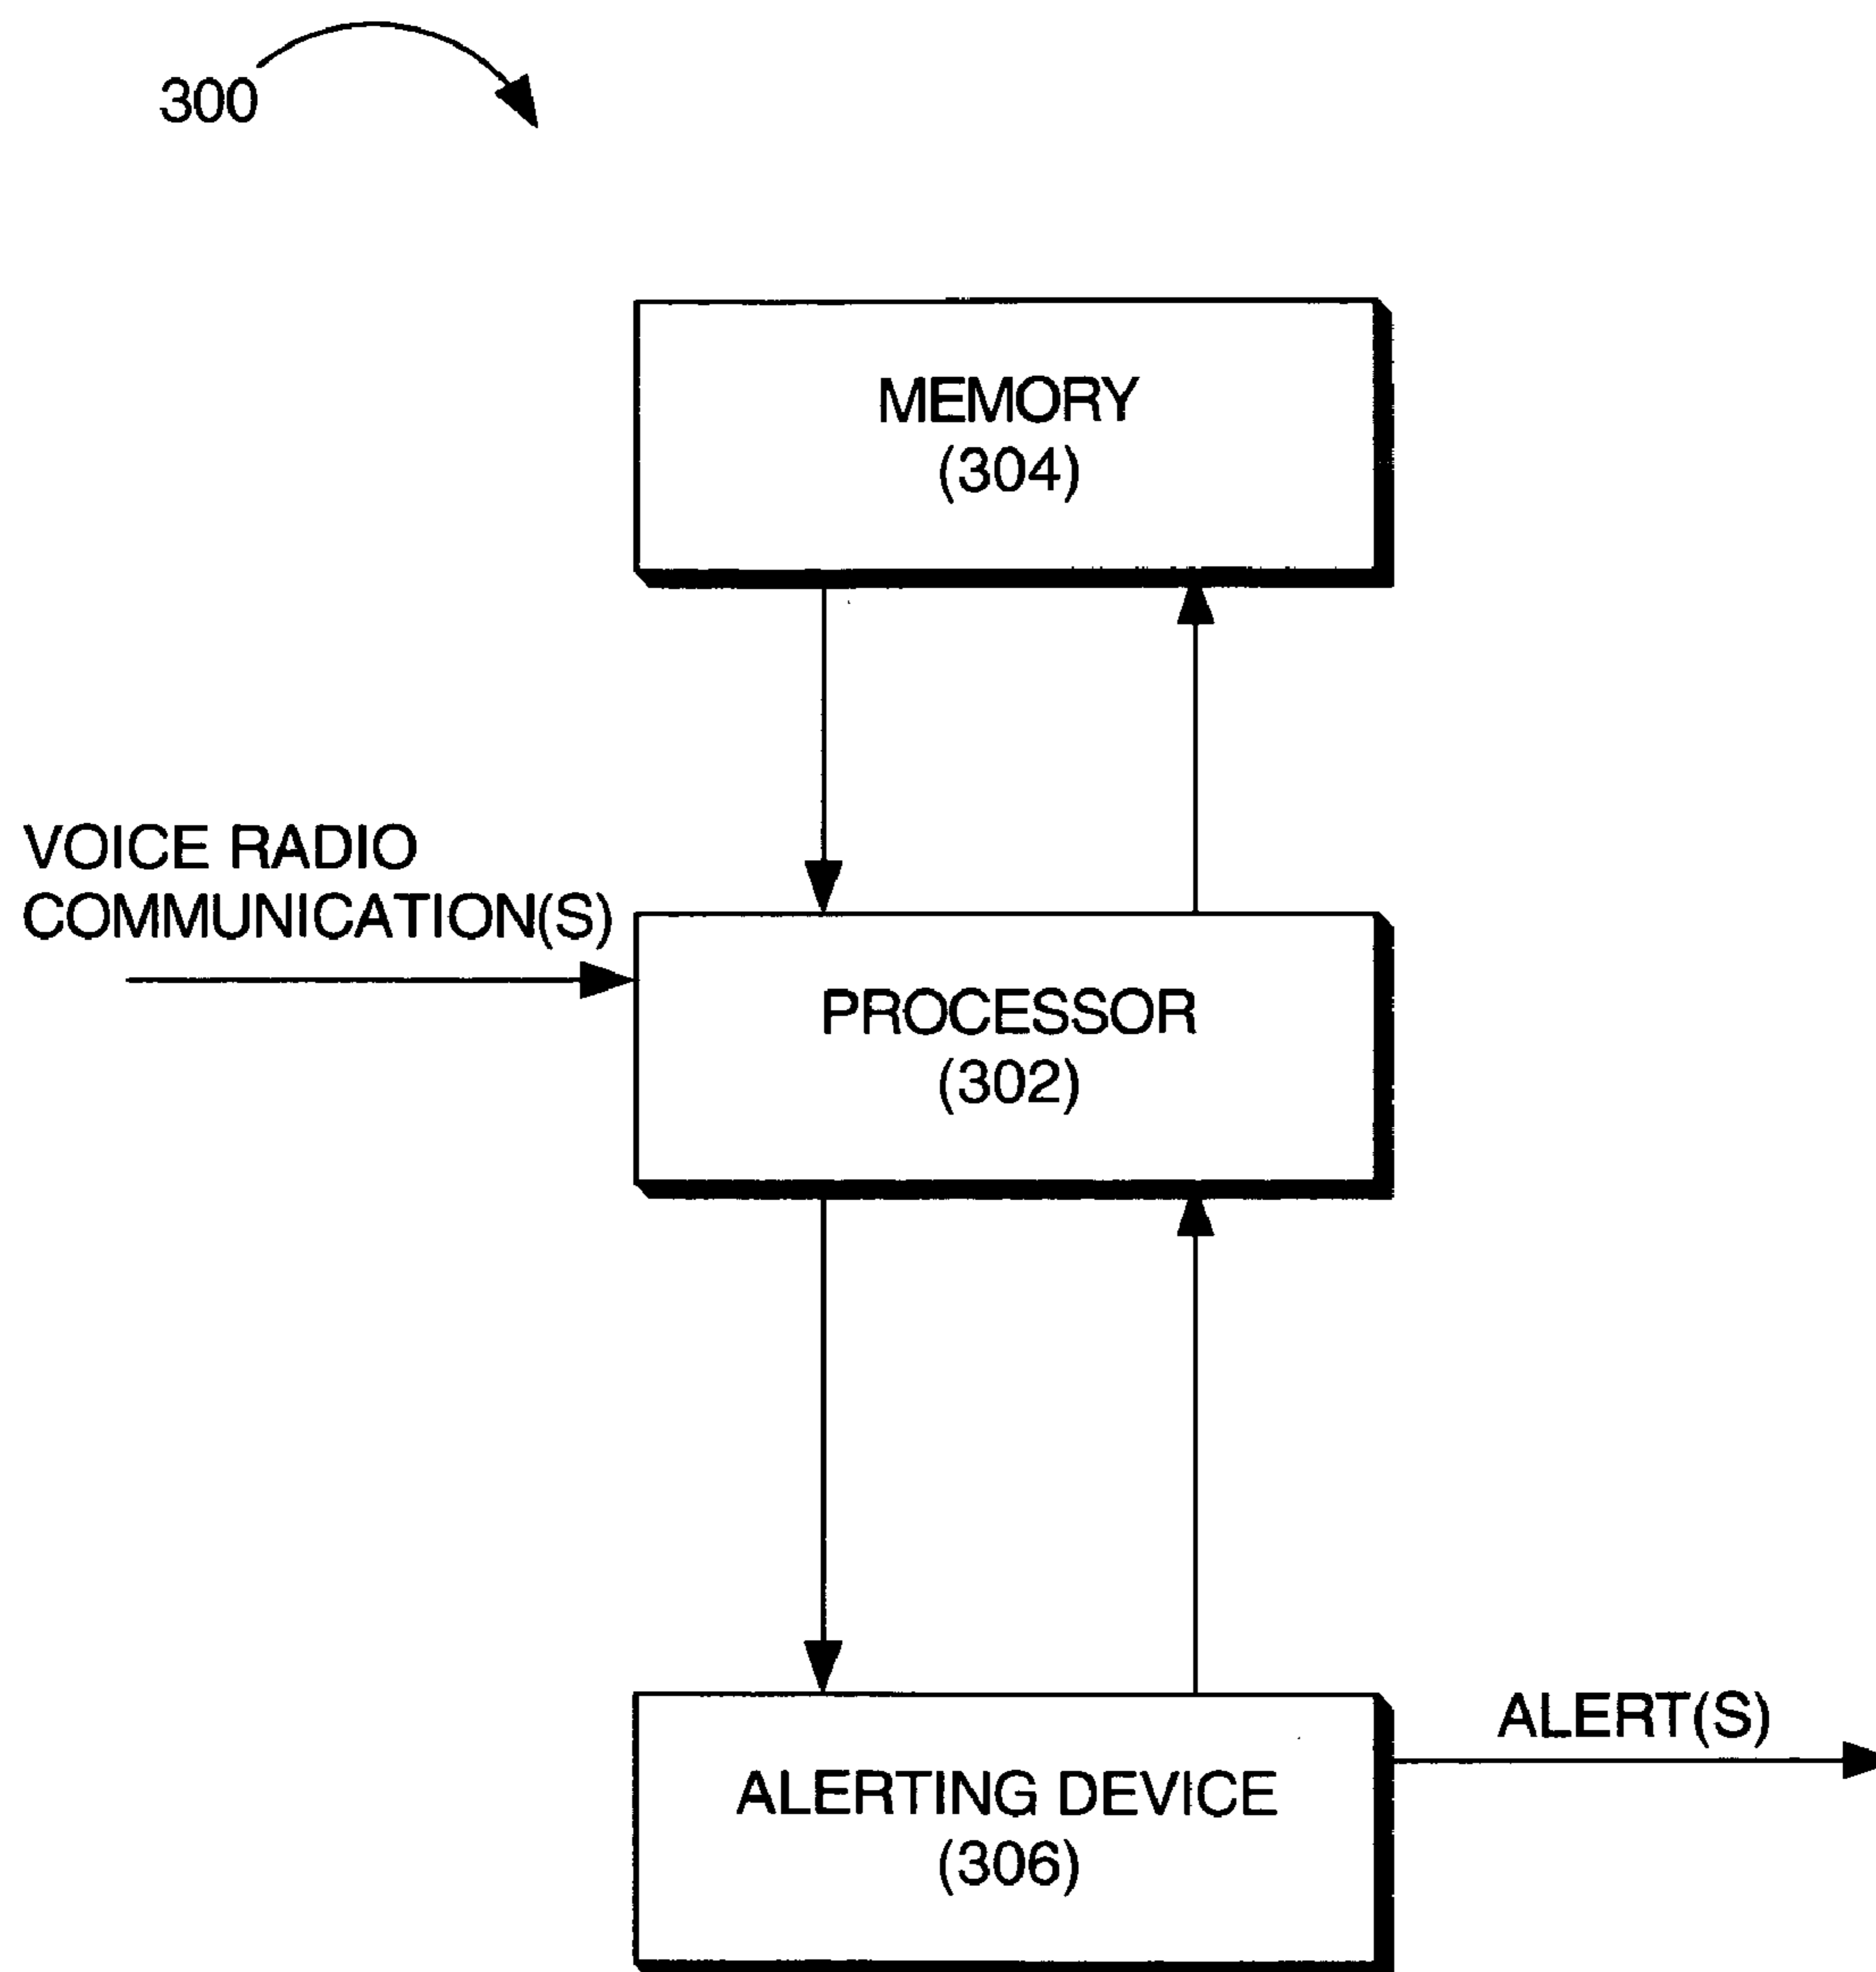 300
MEMORY
(304)
VOICE RADIO
COMMUNICATION(S)
PROCESSOR
(302)
ALERT(S)
ALERTING DEVICE
(306)